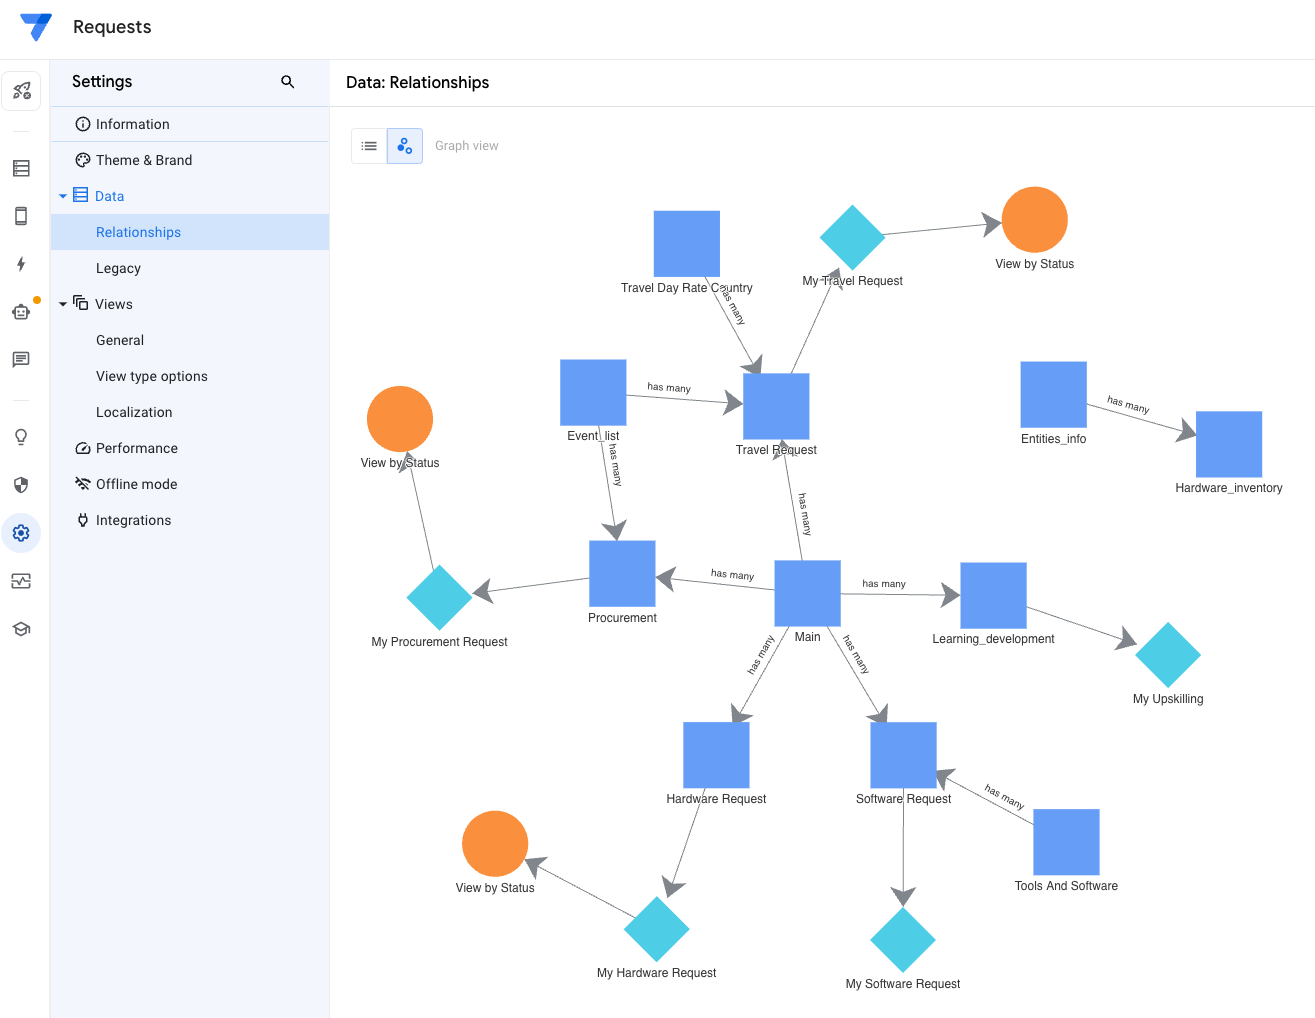 Requests
Settings
Data: Relationships
Information
Graph view
Theme & Brand
Data
Relationships
Legacy
Views
General
View type options
Localization
Performance
Offline mode
Integrations
View by Status
My Travel Request
Travel Day Rate Country
has many
has many
Event_list
Travel Request
has many
Entities_info
Hardware_inventory
View by Status
has many
has many
has many
has many
Procurement
Main
Learning_development
My Procurement Request
has many
has many
My Upskilling
Hardware Request
Software Request
has many
Tools And Software
View by Status
My Hardware Request
My Software Request